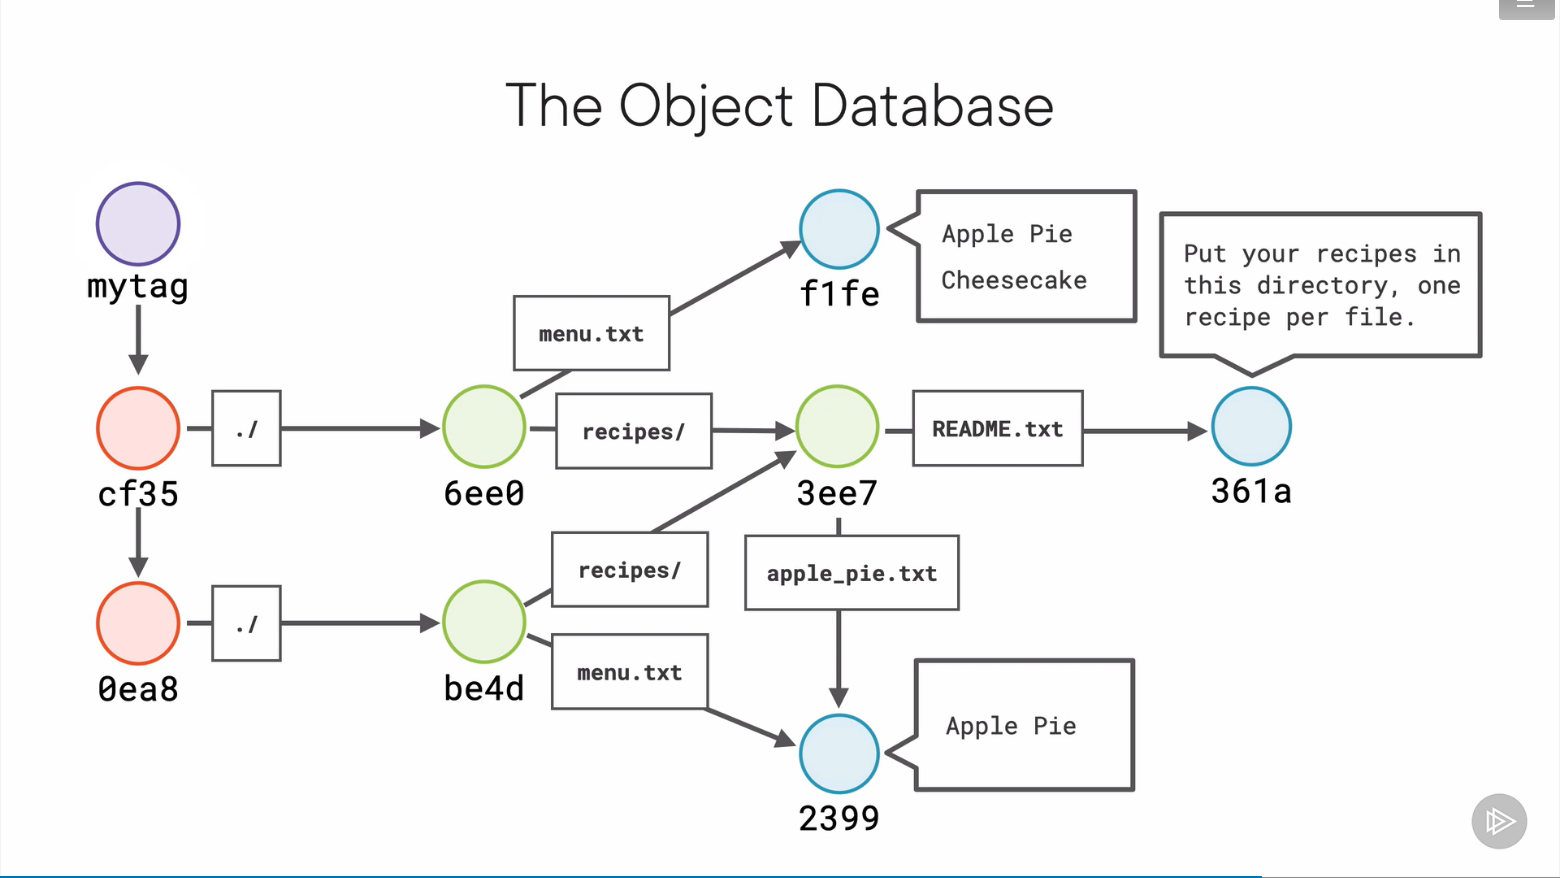 The Object Database
mytag
f1fe
Apple Pie
Cheesecake
Put your recipes in
this directory, one
recipe per file.
menu.txt
cf35
./
6ee0
recipes/
3ee7
README.txt
361a
recipes/
apple_pie.txt
0ea8
./
be4d
menu.txt
2399
Apple Pie